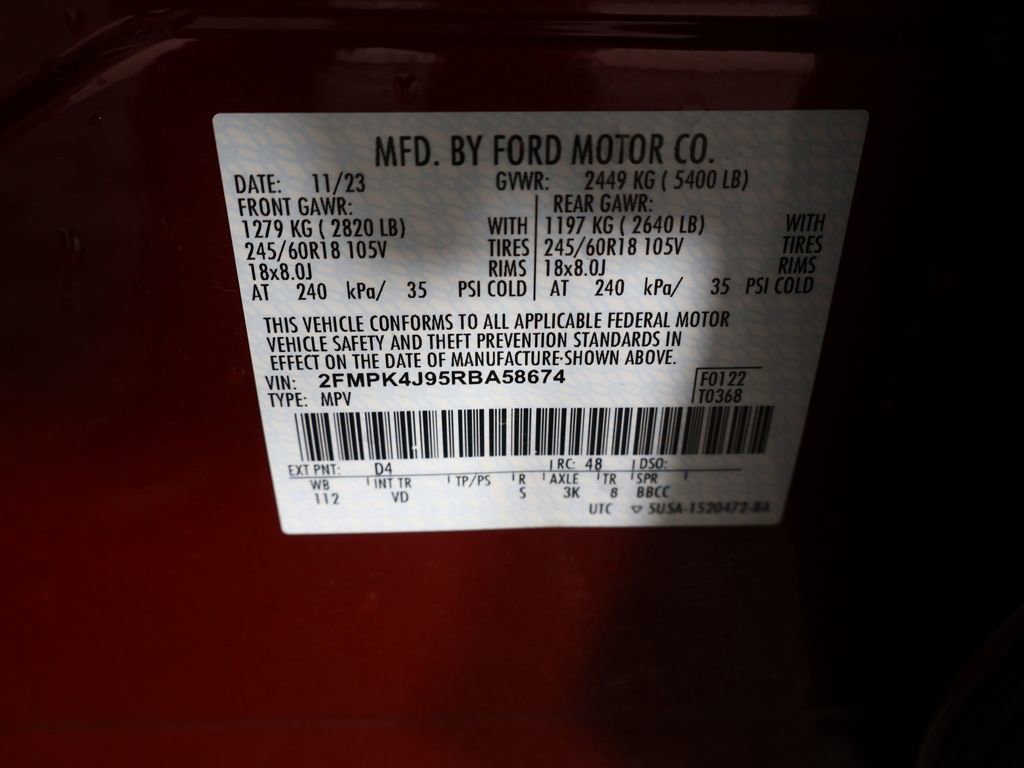 MFD. BY FORD MOTOR CO.
DATE: 11/23 GVWR: 2449 KG ( 5400 LB)
FRONT GAWR: REAR GAWR:
1279 KG ( 2820 LB) WITH 1197 KG ( 2640 LB) WITH
245/60R18 105V TIRES 245/60R18 105V TIRES
18x8.0J RIMS 18x8.0J RIMS
AT 240 kPa/ 35 PSI COLD AT 240 kPa/ 35 PSI COLD
THIS VEHICLE CONFORMS TO ALL APPLICABLE FEDERAL MOTOR
VEHICLE SAFETY AND THEFT PREVENTION STANDARDS IN
EFFECT ON THE DATE OF MANUFACTURE SHOWN ABOVE.
VIN: 2FMPK4J95RBA58674 F0122
TYPE: MPV T0368
EXT PNT: D4 RC: 48 DSO:
WB INT TR TP/PS R AXLE TR SPR
112 VD S 3K 8 BBCC
UTC ▽ 5U5A-1520472-BA